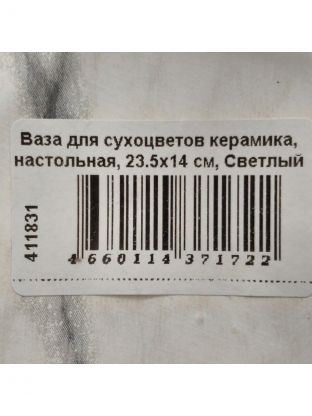 Ваза для сухоцветов керамика,
настольная, 23.5х14 см, Светлый
411831
4 660114 371722